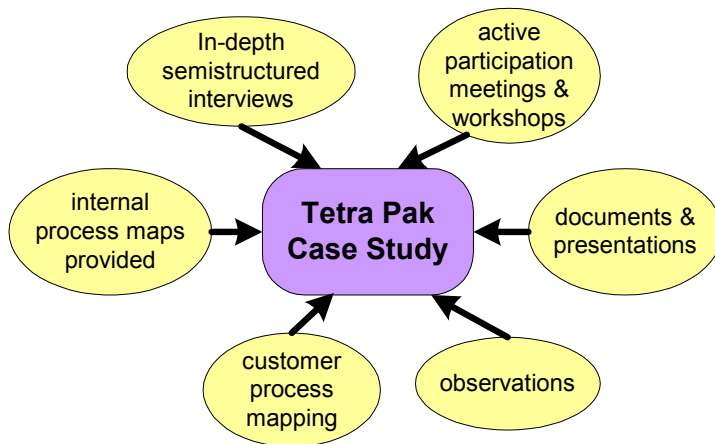 In-depth
semistructured
interviews
active
participation
meetings &
workshops
internal
process maps
provided
Tetra Pak
Case Study
documents &
presentations
customer
process
mapping
observations